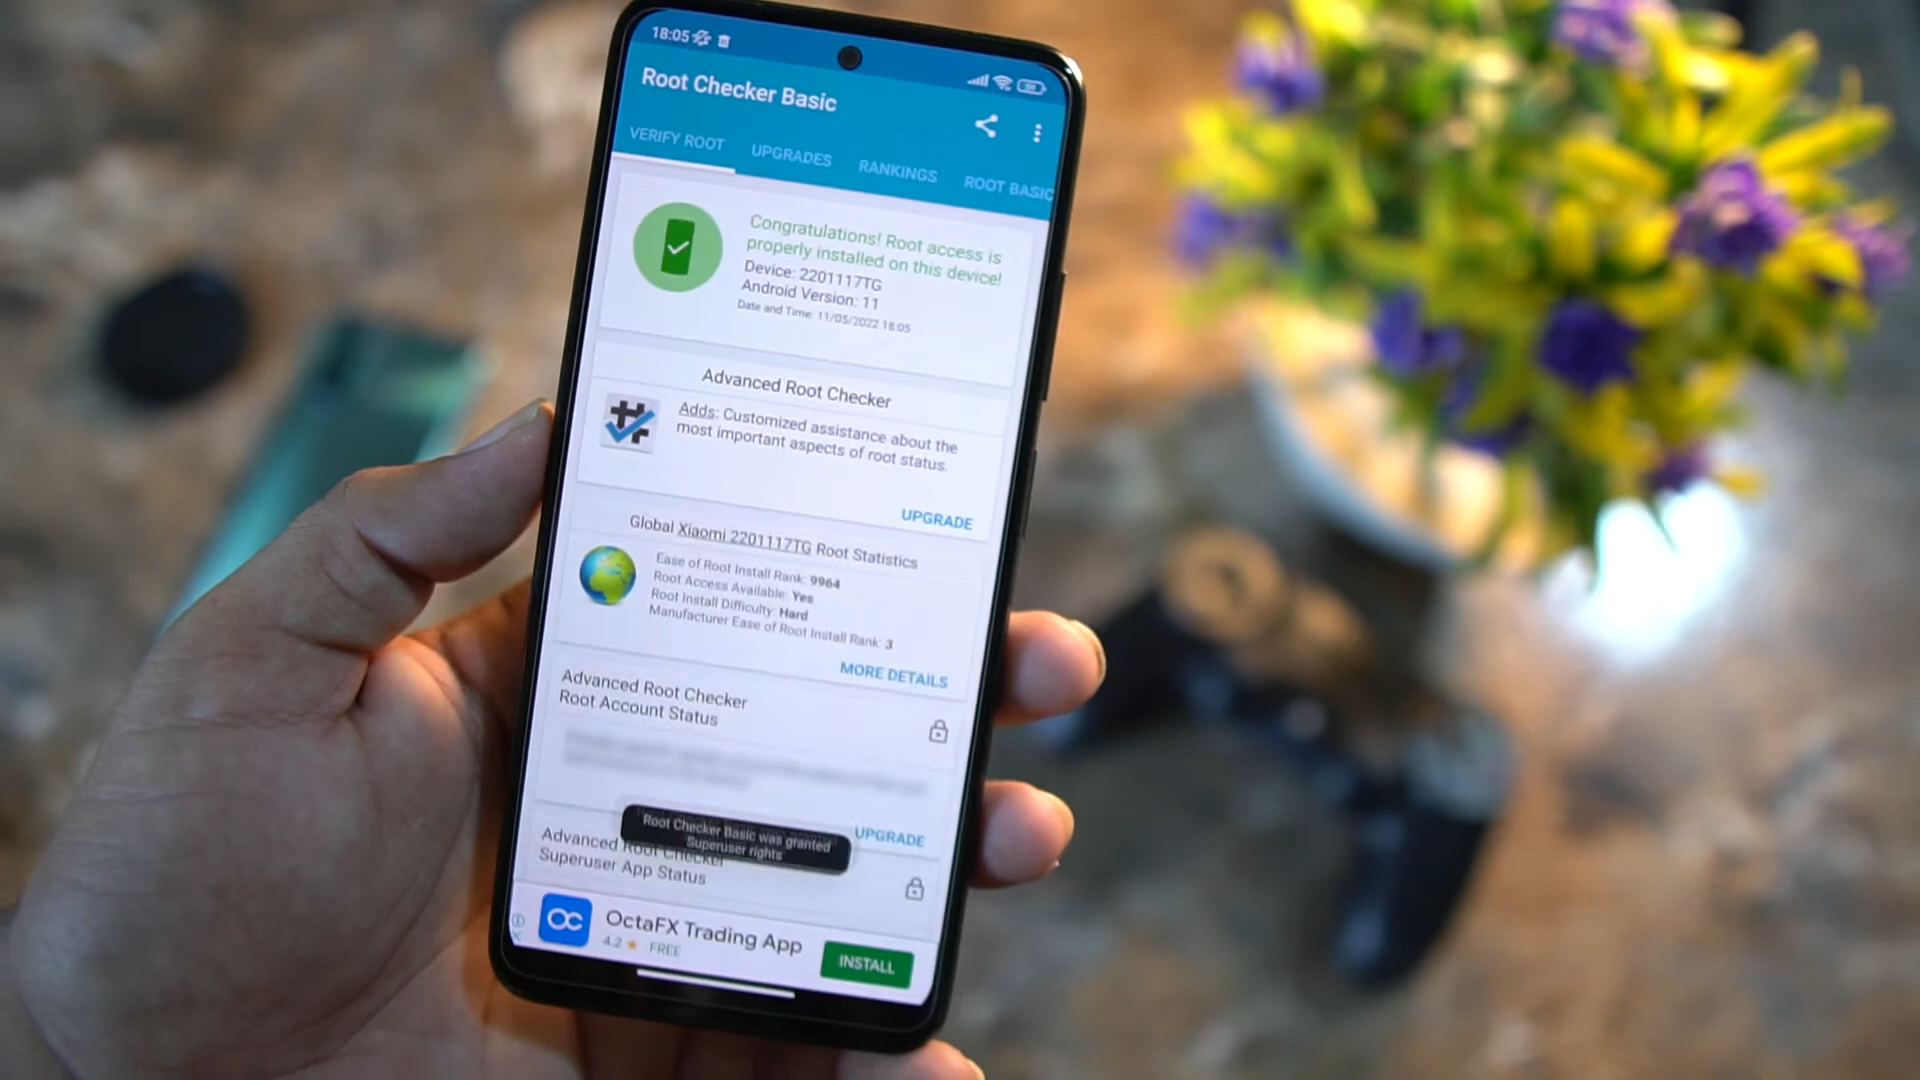 18:05
Root Checker Basic
VERIFY ROOT
UPGRADES
RANKINGS
ROOT BASIC
Congratulations! Root access is
properly installed on this device!
Device: 2201117TG
Android Version: 11
Date and Time: 11/05/2022 18:05
Advanced Root Checker
Adds: Customized assistance about the
most important aspects of root status.
UPGRADE
Global Xiaomi 2201117TG Root Statistics
Ease of Root Install Rank: 9964
Root Access Available: Yes
Root Install Difficulty: Hard
Manufacturer Ease of Root Install Rank: 3
MORE DETAILS
Advanced Root Checker
Root Account Status
UPGRADE
Root Checker Basic was granted
Superuser rights
Advanced Root Checker
Superuser App Status
OctaFX Trading App
4.2 ★ FREE
INSTALL